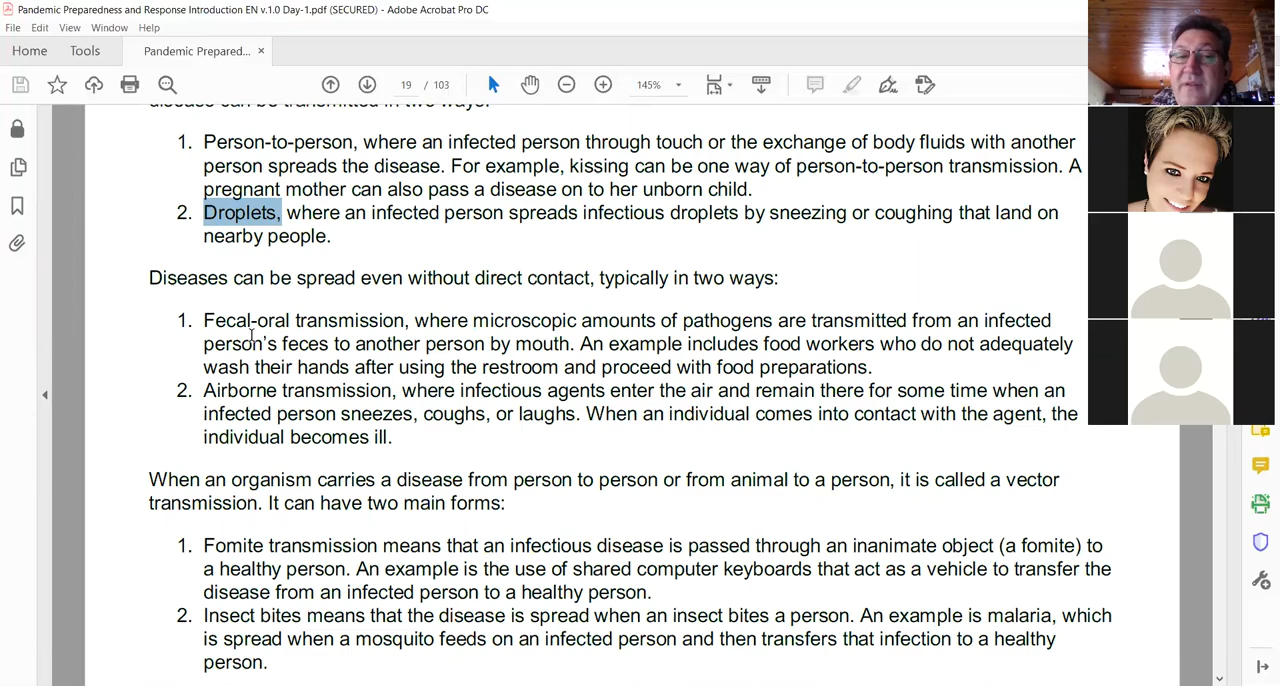 Pandemic Preparedness and Response Introduction EN v.1.0 Day-1.pdf (SECURED) - Adobe Acrobat Pro DC
File Edit View Window Help
Home Tools Pandemic Prepared... ×
19 / 103 145%
disease can be transmitted in two ways:
1. Person-to-person, where an infected person through touch or the exchange of body fluids with another
person spreads the disease. For example, kissing can be one way of person-to-person transmission. A
pregnant mother can also pass a disease on to her unborn child.
2. Droplets, where an infected person spreads infectious droplets by sneezing or coughing that land on
nearby people.
Diseases can be spread even without direct contact, typically in two ways:
1. Fecal-oral transmission, where microscopic amounts of pathogens are transmitted from an infected
person's feces to another person by mouth. An example includes food workers who do not adequately
wash their hands after using the restroom and proceed with food preparations.
2. Airborne transmission, where infectious agents enter the air and remain there for some time when an
infected person sneezes, coughs, or laughs. When an individual comes into contact with the agent, the
individual becomes ill.
When an organism carries a disease from person to person or from animal to a person, it is called a vector
transmission. It can have two main forms:
1. Fomite transmission means that an infectious disease is passed through an inanimate object (a fomite) to
a healthy person. An example is the use of shared computer keyboards that act as a vehicle to transfer the
disease from an infected person to a healthy person.
2. Insect bites means that the disease is spread when an insect bites a person. An example is malaria, which
is spread when a mosquito feeds on an infected person and then transfers that infection to a healthy
person.